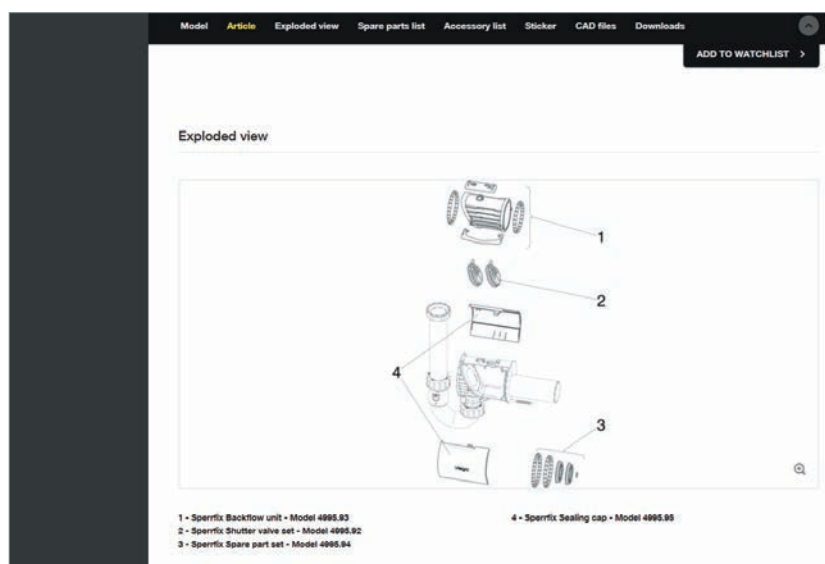 Model Article Exploded view Spare parts list Accessory list Sticker CAD files Downloads
ADD TO WATCHLIST >
Exploded view
1
2
4
3
Viega
1 - Sperrfix Backflow unit - Model 4995.93
2 - Sperrfix Shutter valve set - Model 4995.92
3 - Sperrfix Spare part set - Model 4995.94
4 - Sperrfix Sealing cap - Model 4995.95